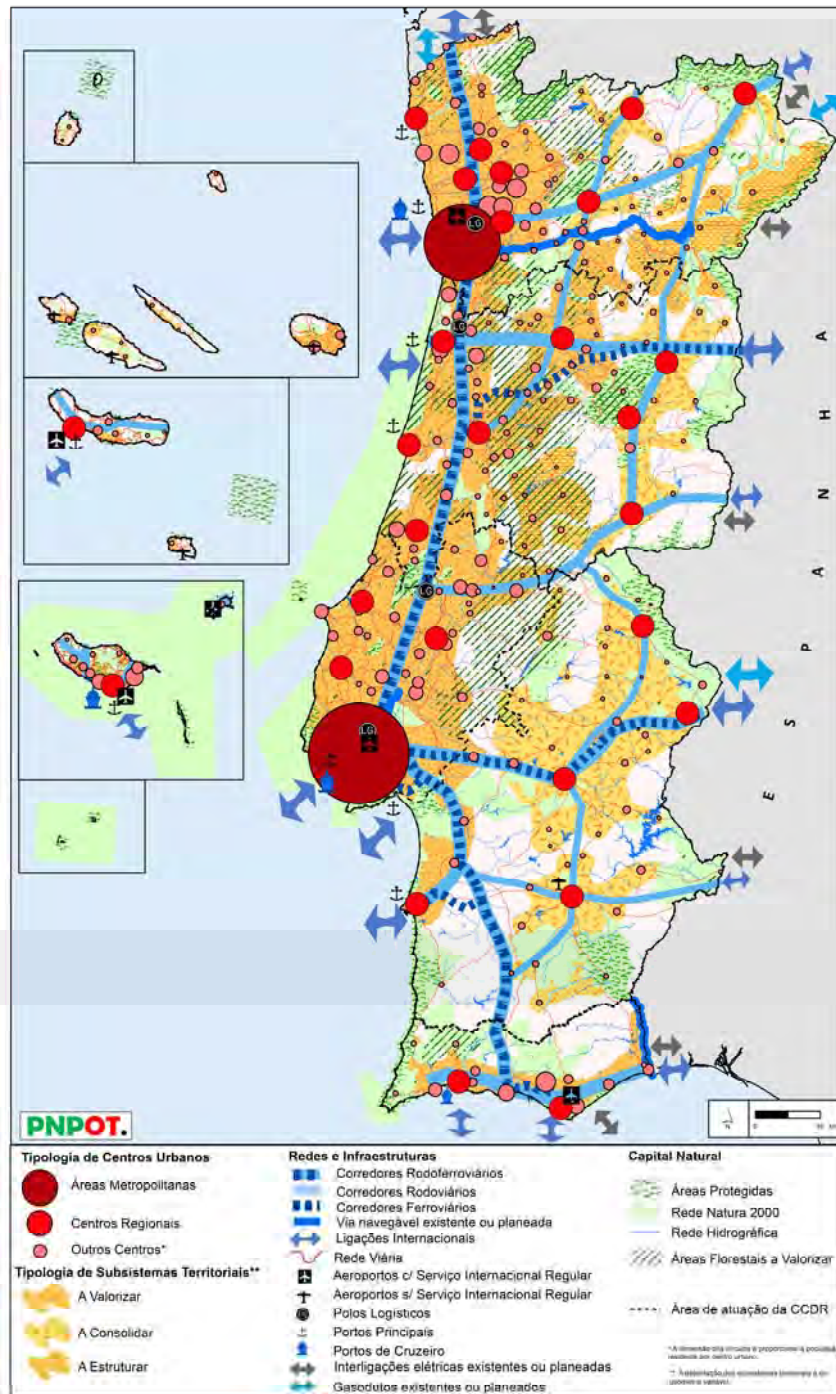 E S P A N H A
LG
LG
LG
LG
N
PNPOT.
Tipologia de Centros Urbanos
Áreas Metropolitanas
Centros Regionais
Outros Centros*
Tipologia de Subsistemas Territoriais**
A Valorizar
A Consolidar
A Estruturar
Redes e Infraestruturas
Corredores Rodoferroviários
Corredores Rodoviários
Corredores Ferroviários
Via navegável existente ou planeada
Ligações Internacionais
Rede Viária
Aeroportos c/ Serviço Internacional Regular
Aeroportos s/ Serviço Internacional Regular
Polos Logísticos
Portos Principais
Portos de Cruzeiro
Interligações elétricas existentes ou planeadas
Gasodutos existentes ou planeados
Capital Natural
Áreas Protegidas
Rede Natura 2000
Rede Hidrográfica
Áreas Florestais a Valorizar
Área de atuação da CCDR